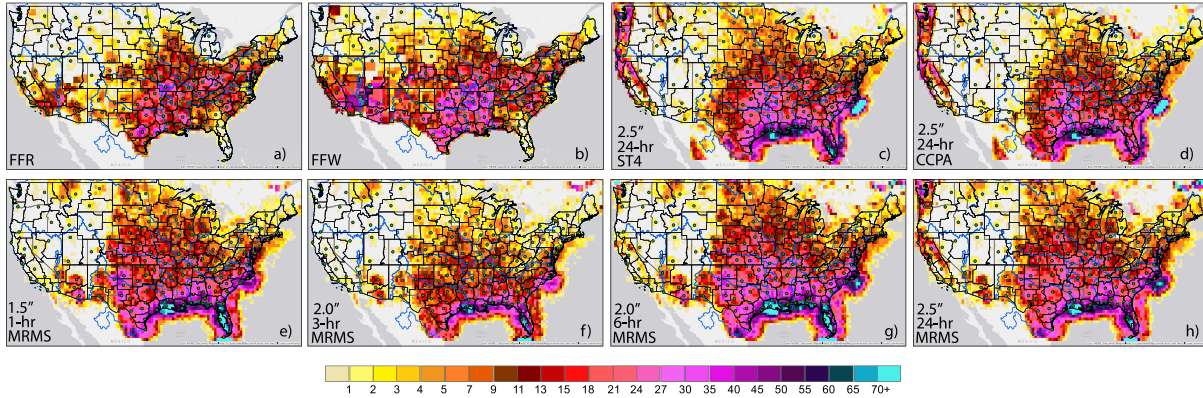 FFR
a)
FFW
b)
2.5”
24-hr
ST4
c)
2.5”
24-hr
CCPA
d)
1.5”
1-hr
MRMS
e)
2.0”
3-hr
MRMS
f)
2.0”
6-hr
MRMS
g)
2.5”
24-hr
MRMS
h)
1 2 3 4 5 7 9 11 13 15 18 21 24 27 30 35 40 45 50 55 60 65 70+